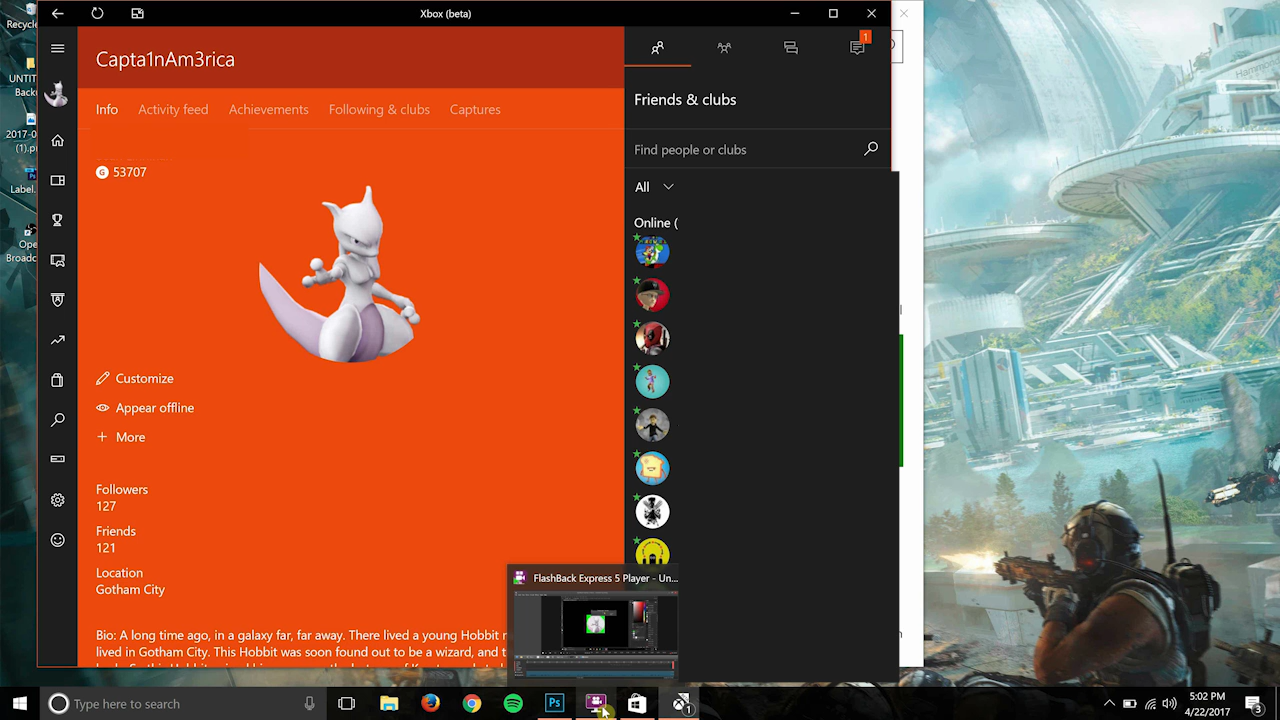 Xbox (beta)
Recycle
UNTIT
Back
2017-0
(1).p
Label.
Ope
Broadc
Capta1nAm3rica
1
Info Activity feed Achievements Following & clubs Captures
Friends & clubs
Find people or clubs
G 53707
All
Online (
Customize
Appear offline
More
Followers
127
Friends
121
Location
Gotham City
FlashBack Express 5 Player - Un...
Bio: A long time ago, in a galaxy far, far away. There lived a young Hobbit
lived in Gotham City. This Hobbit was soon found out to be a wizard, and
Type here to search
Ps
1
5:02 PM
4/22/2017
3